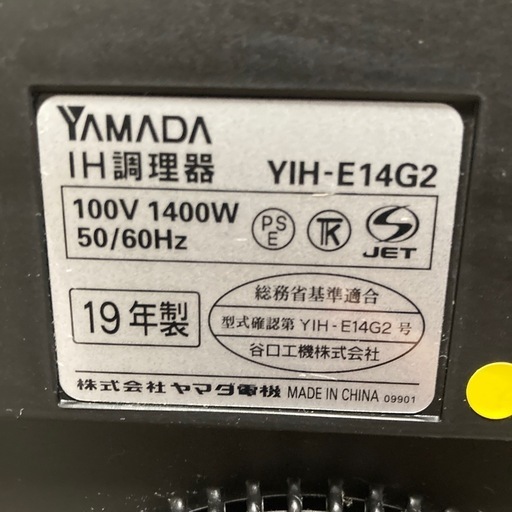 YAMADA
IH調理器 YIH-E14G2
100V 1400W
50/60Hz
PS
E
JET
19年製
総務省基準適合
型式確認第 YIH-E14G2 号
谷口工機株式会社
株式会社ヤマダ電機 MADE IN CHINA 09901